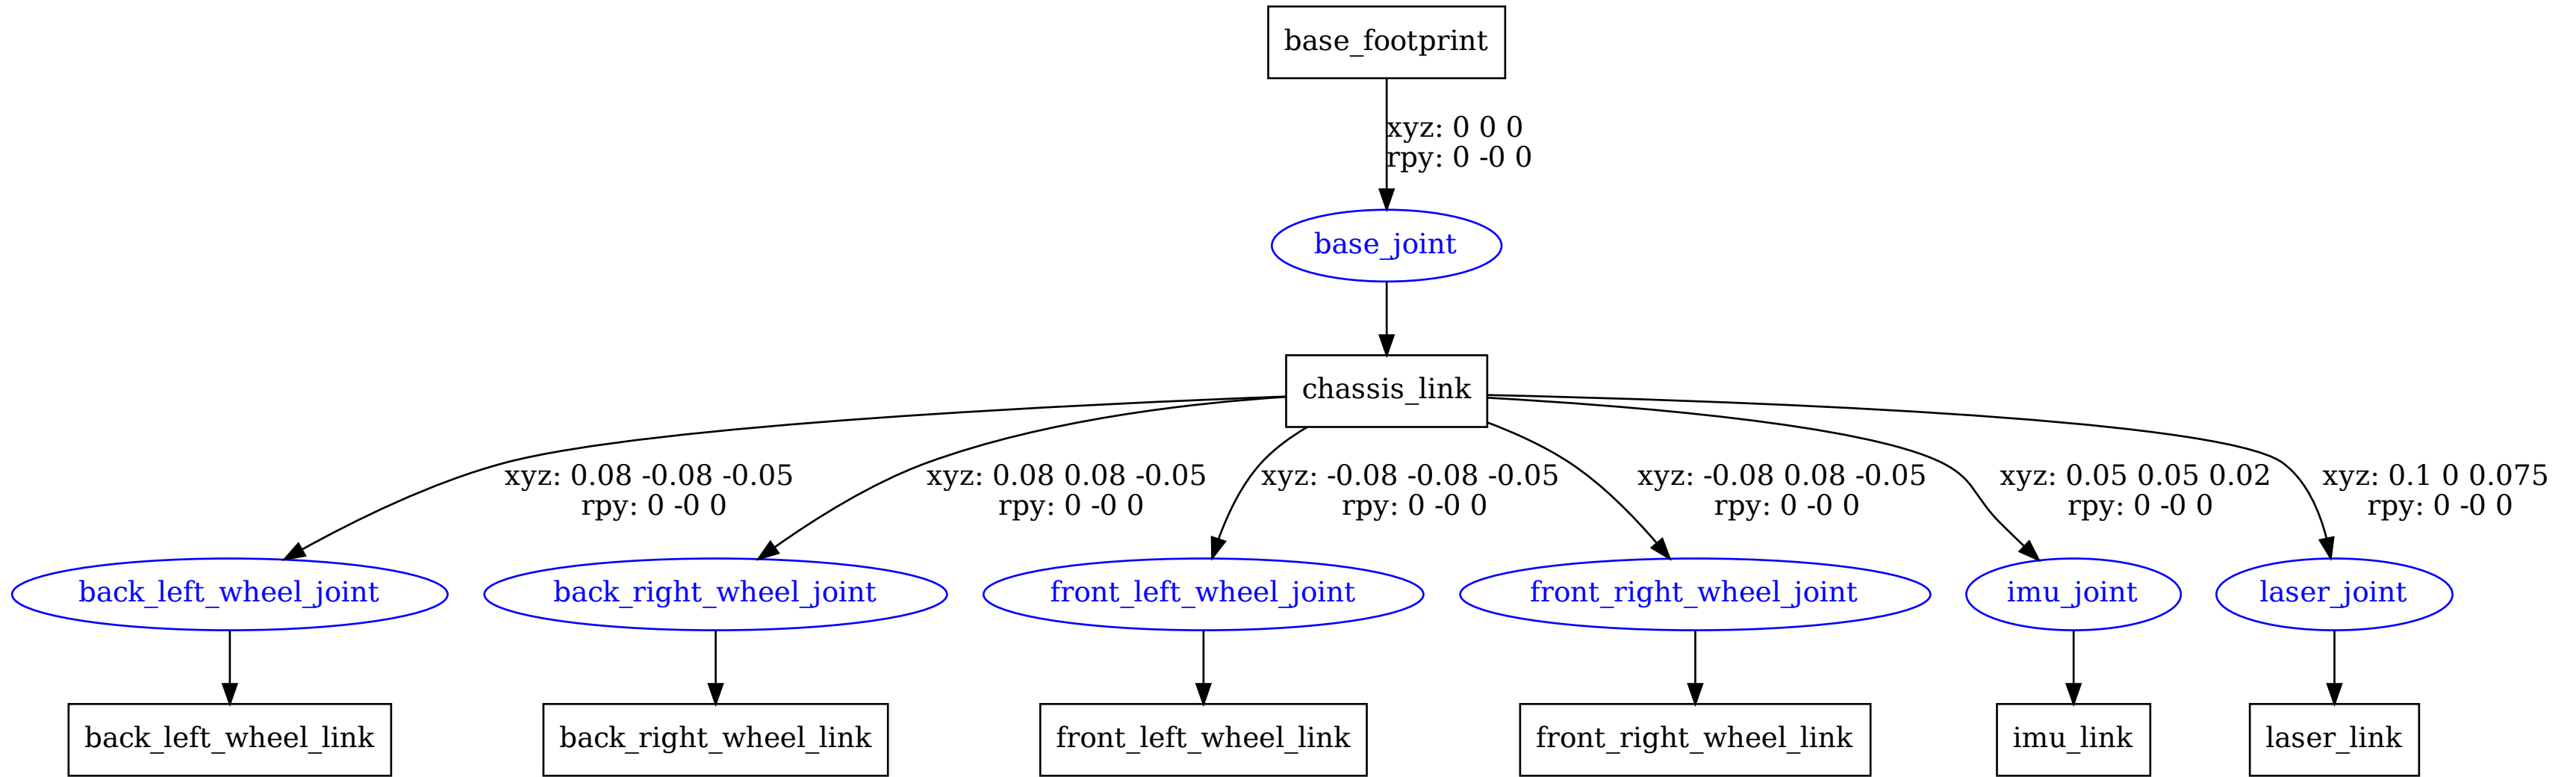 base_footprint
xyz: 0 0 0
rpy: 0 -0 0
base_joint
chassis_link
xyz: 0.08 -0.08 -0.05
rpy: 0 -0 0
xyz: 0.08 0.08 -0.05
rpy: 0 -0 0
xyz: -0.08 -0.08 -0.05
rpy: 0 -0 0
xyz: -0.08 0.08 -0.05
rpy: 0 -0 0
xyz: 0.05 0.05 0.02
rpy: 0 -0 0
xyz: 0.1 0 0.075
rpy: 0 -0 0
back_left_wheel_joint
back_right_wheel_joint
front_left_wheel_joint
front_right_wheel_joint
imu_joint
laser_joint
back_left_wheel_link
back_right_wheel_link
front_left_wheel_link
front_right_wheel_link
imu_link
laser_link